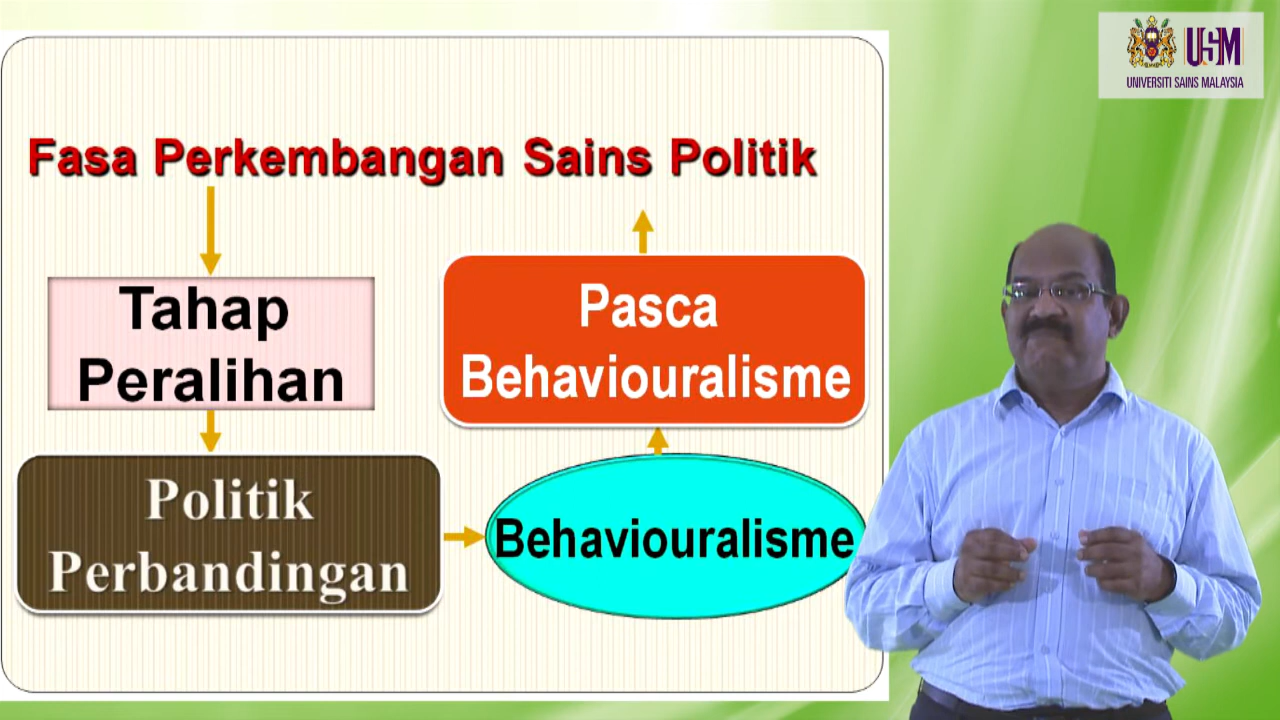 USM
UNIVERSITI SAINS MALAYSIA
Fasa Perkembangan Sains Politik
Tahap
Peralihan
Politik
Perbandingan
Behaviouralisme
Pasca
Behaviouralisme